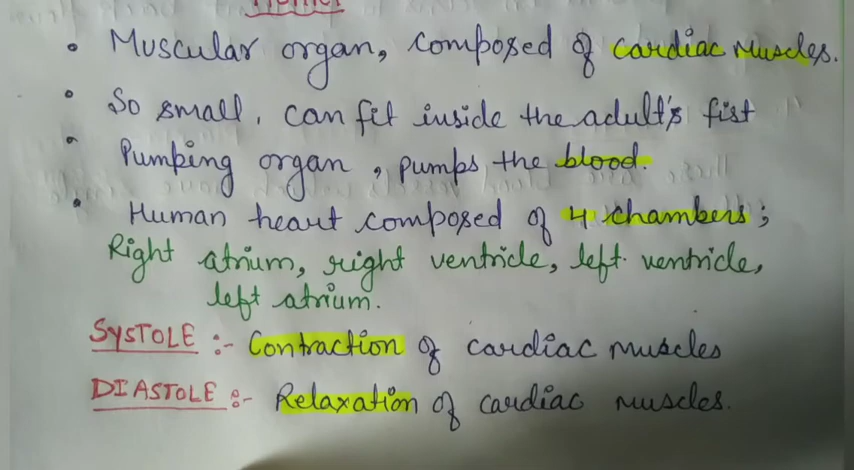 • Muscular organ, composed of cardiac muscles.
• So small, can fit inside the adult's fist
• Pumping organ, pumps the blood.
• Human heart composed of 4 chambers;
Right atrium, right ventricle, left ventricle,
left atrium.
SYSTOLE :- Contraction of cardiac muscles
DIASTOLE :- Relaxation of cardiac muscles.